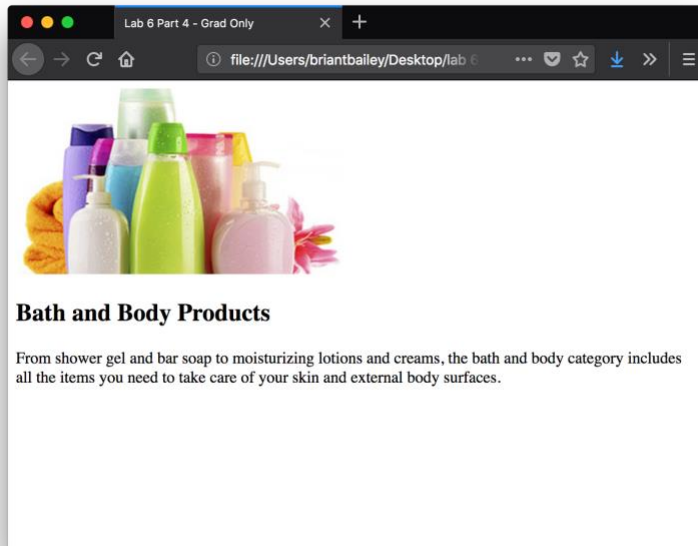 Lab 6 Part 4 - Grad Only
file:///Users/briantbailey/Desktop/lab 6
Bath and Body Products
From shower gel and bar soap to moisturizing lotions and creams, the bath and body category includes
all the items you need to take care of your skin and external body surfaces.